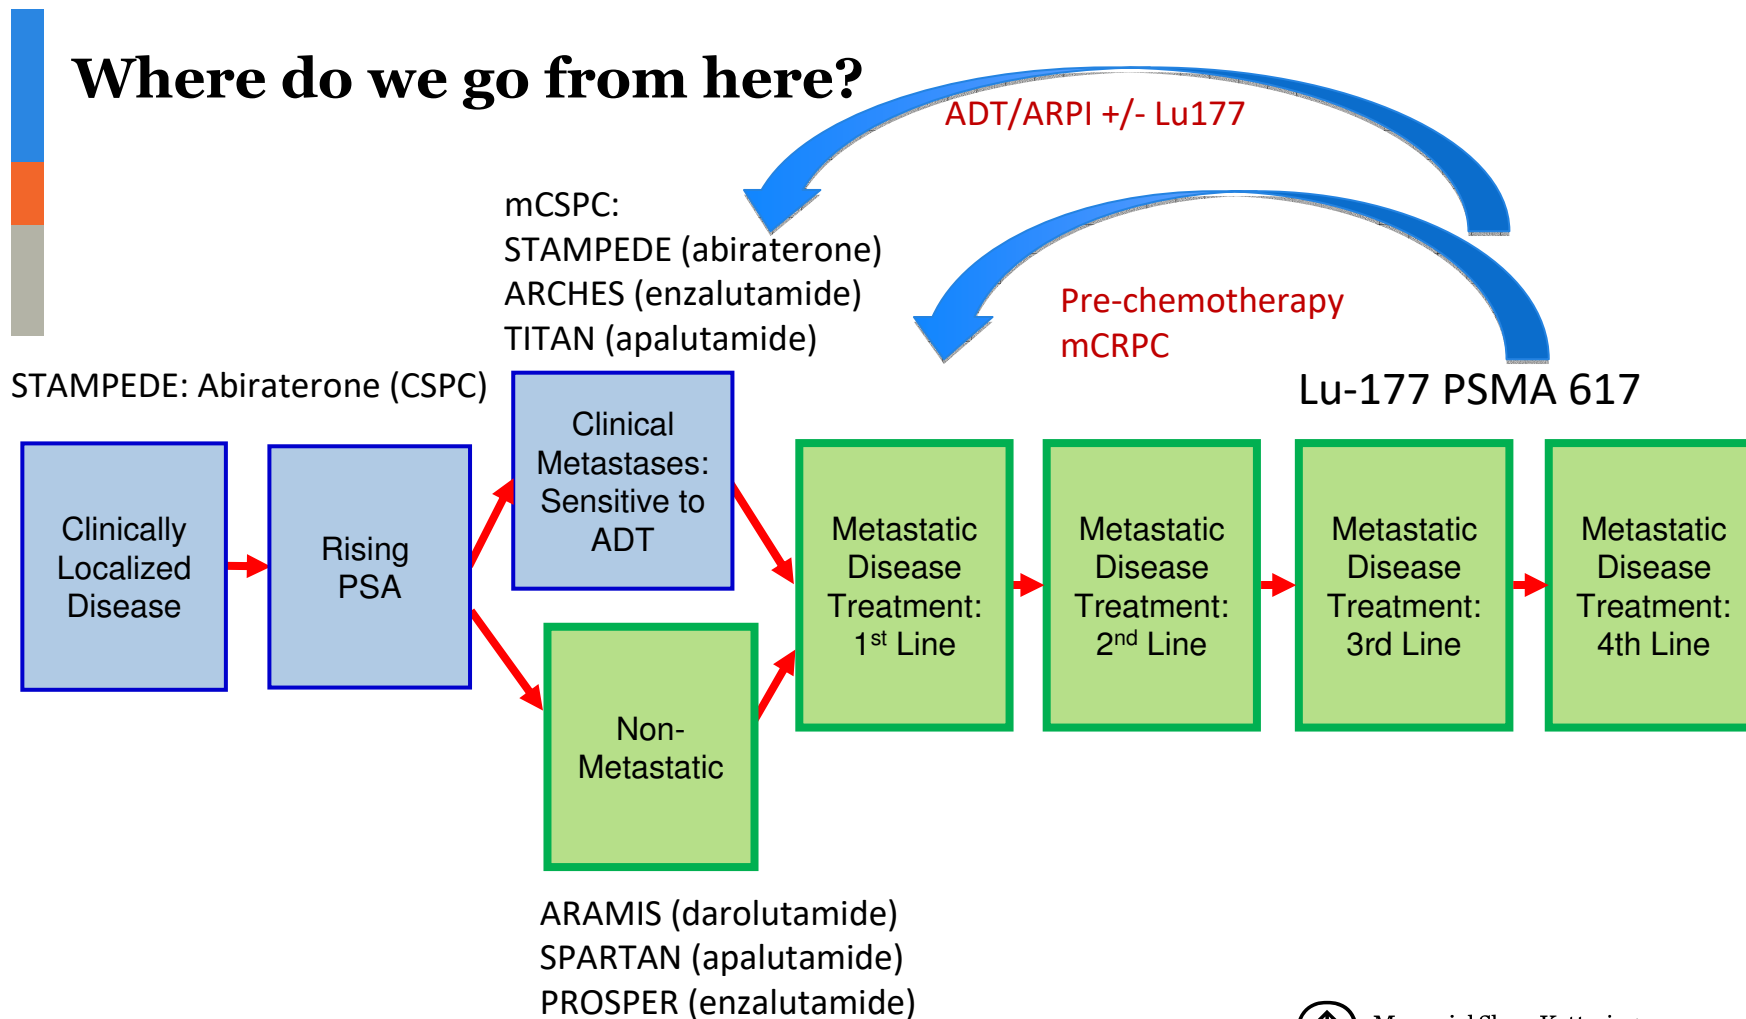 Where do we go from here?
ADT/ARPI +/- Lu177
mCSPC:
STAMPEDE (abiraterone)
ARCHES (enzalutamide)
TITAN (apalutamide)
Pre-chemotherapy
mCRPC
STAMPEDE: Abiraterone (CSPC)
Lu-177 PSMA 617
Clinically
Localized
Disease
Rising
PSA
Clinical
Metastases:
Sensitive to
ADT
Non-
Metastatic
Metastatic
Disease
Treatment:
1st Line
Metastatic
Disease
Treatment:
2nd Line
Metastatic
Disease
Treatment:
3rd Line
Metastatic
Disease
Treatment:
4th Line
ARAMIS (darolutamide)
SPARTAN (apalutamide)
PROSPER (enzalutamide)